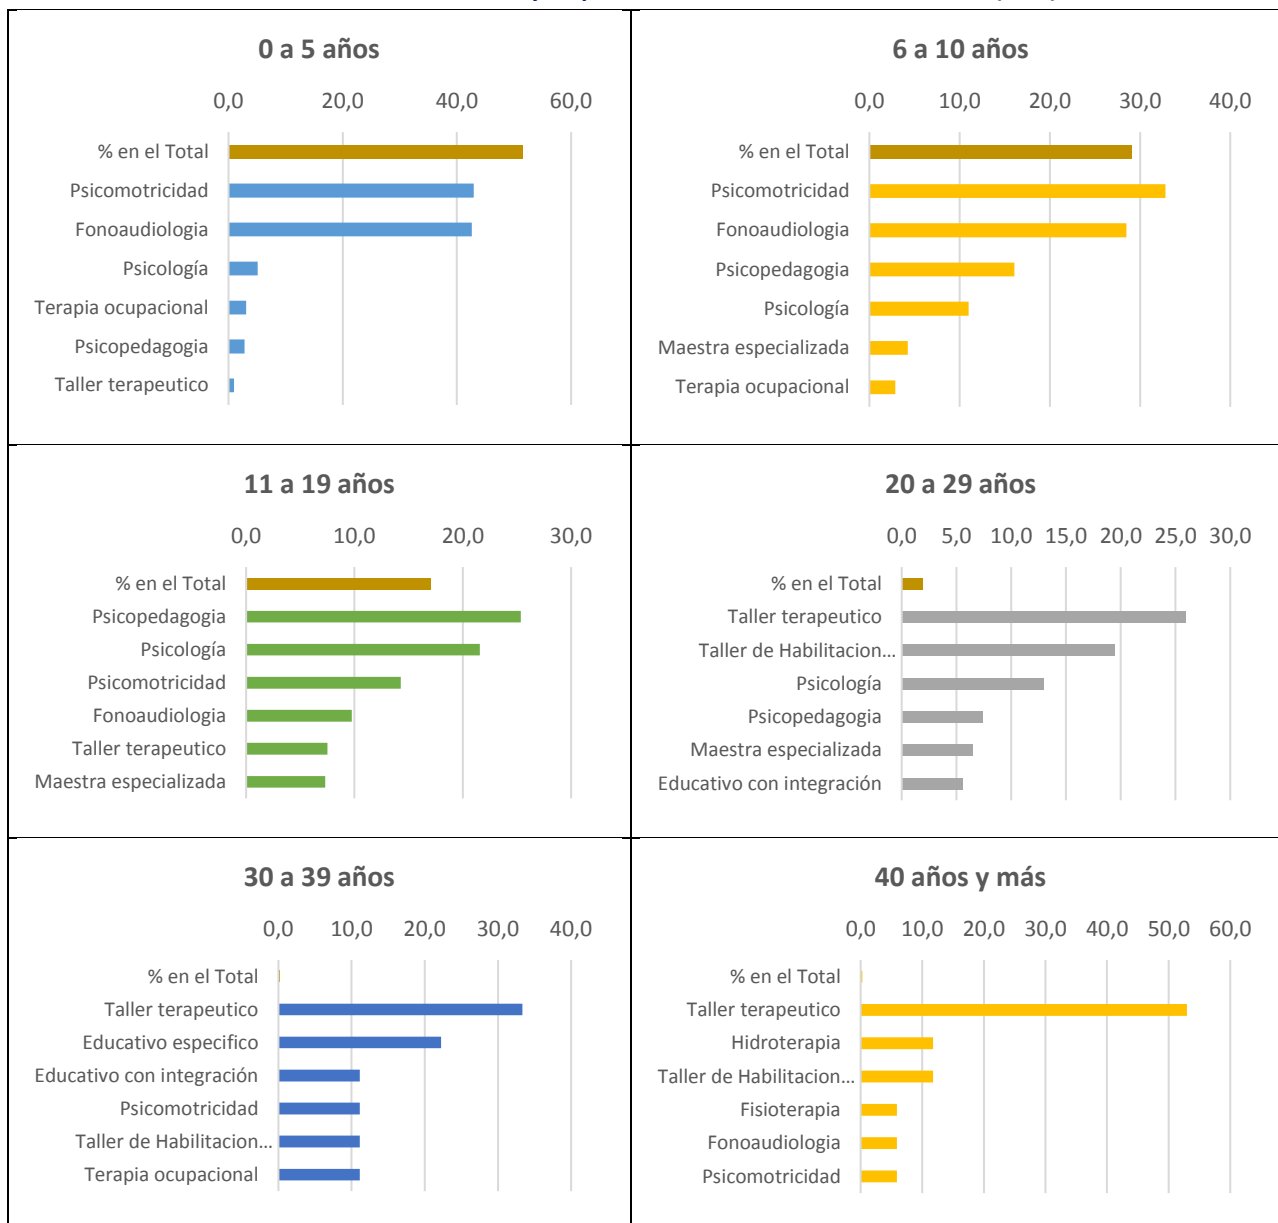 0 a 5 años
0,0 20,0 40,0 60,0
% en el Total
Psicomotricidad
Fonoaudiologia
Psicología
Terapia ocupacional
Psicopedagogia
Taller terapeutico
6 a 10 años
0,0 10,0 20,0 30,0 40,0
% en el Total
Psicomotricidad
Fonoaudiologia
Psicopedagogia
Psicología
Maestra especializada
Terapia ocupacional
11 a 19 años
0,0 10,0 20,0 30,0
% en el Total
Psicopedagogia
Psicología
Psicomotricidad
Fonoaudiologia
Taller terapeutico
Maestra especializada
20 a 29 años
0,0 5,0 10,0 15,0 20,0 25,0 30,0
% en el Total
Taller terapeutico
Taller de Habilitacion...
Psicología
Psicopedagogia
Maestra especializada
Educativo con integración
30 a 39 años
0,0 10,0 20,0 30,0 40,0
% en el Total
Taller terapeutico
Educativo especifico
Educativo con integración
Psicomotricidad
Taller de Habilitacion...
Terapia ocupacional
40 años y más
0,0 10,0 20,0 30,0 40,0 50,0 60,0
% en el Total
Taller terapeutico
Hidroterapia
Taller de Habilitacion...
Fisioterapia
Fonoaudiologia
Psicomotricidad